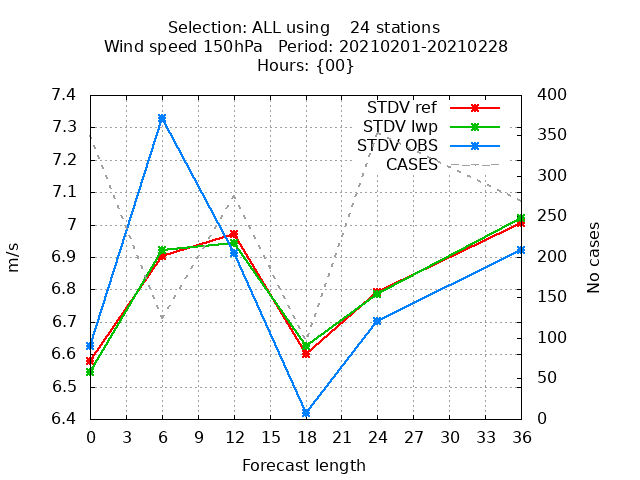 Selection: ALL using    24 stations
Wind speed 150hPa   Period: 20210201-20210228
Hours: {00}
STDV ref
STDV lwp
STDV OBS
CASES
7.4
7.3
7.2
7.1
7
6.9
6.8
6.7
6.6
6.5
6.4
m/s
400
350
300
250
200
150
100
50
0
No cases
0 3 6 9 12 15 18 21 24 27 30 33 36
Forecast length